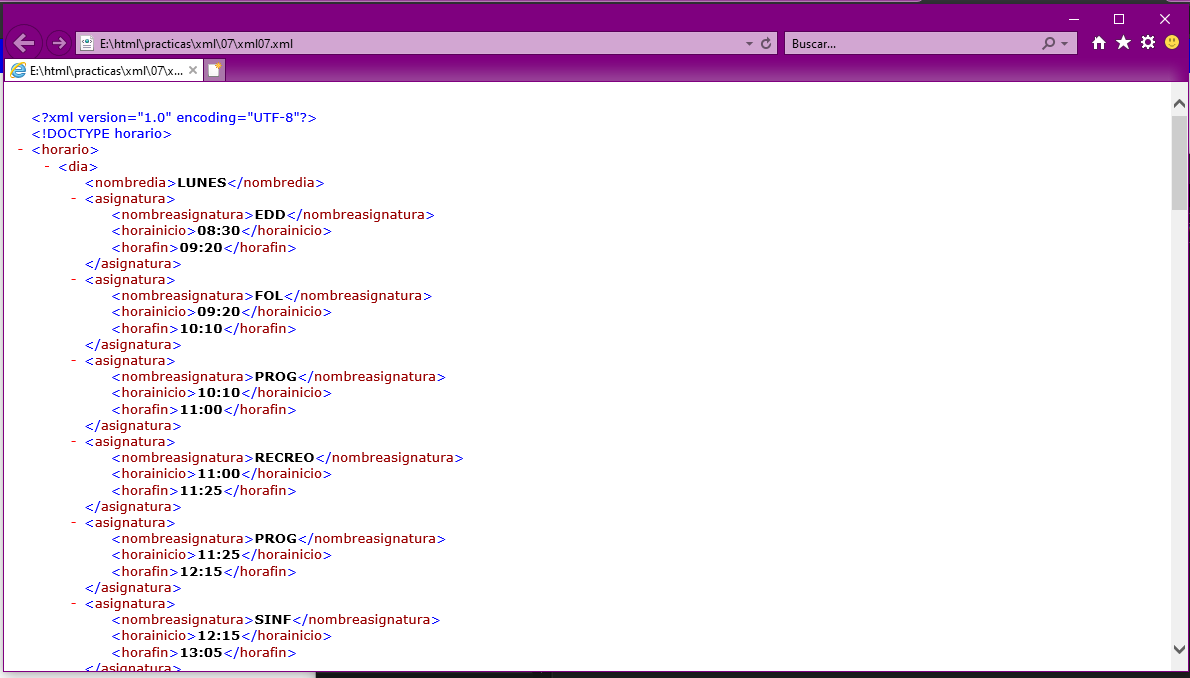 E:\html\practicas\xml\07\xml07.xml
Buscar...
E:\html\practicas\xml\07\x...
<?xml version="1.0" encoding="UTF-8"?>
<!DOCTYPE horario>
- <horario>
- <dia>
<nombredia>LUNES</nombredia>
- <asignatura>
<nombreasignatura>EDD</nombreasignatura>
<horainicio>08:30</horainicio>
<horafin>09:20</horafin>
</asignatura>
- <asignatura>
<nombreasignatura>FOL</nombreasignatura>
<horainicio>09:20</horainicio>
<horafin>10:10</horafin>
</asignatura>
- <asignatura>
<nombreasignatura>PROG</nombreasignatura>
<horainicio>10:10</horainicio>
<horafin>11:00</horafin>
</asignatura>
- <asignatura>
<nombreasignatura>RECREO</nombreasignatura>
<horainicio>11:00</horainicio>
<horafin>11:25</horafin>
</asignatura>
- <asignatura>
<nombreasignatura>PROG</nombreasignatura>
<horainicio>11:25</horainicio>
<horafin>12:15</horafin>
</asignatura>
- <asignatura>
<nombreasignatura>SINF</nombreasignatura>
<horainicio>12:15</horainicio>
<horafin>13:05</horafin>
</asignatura>